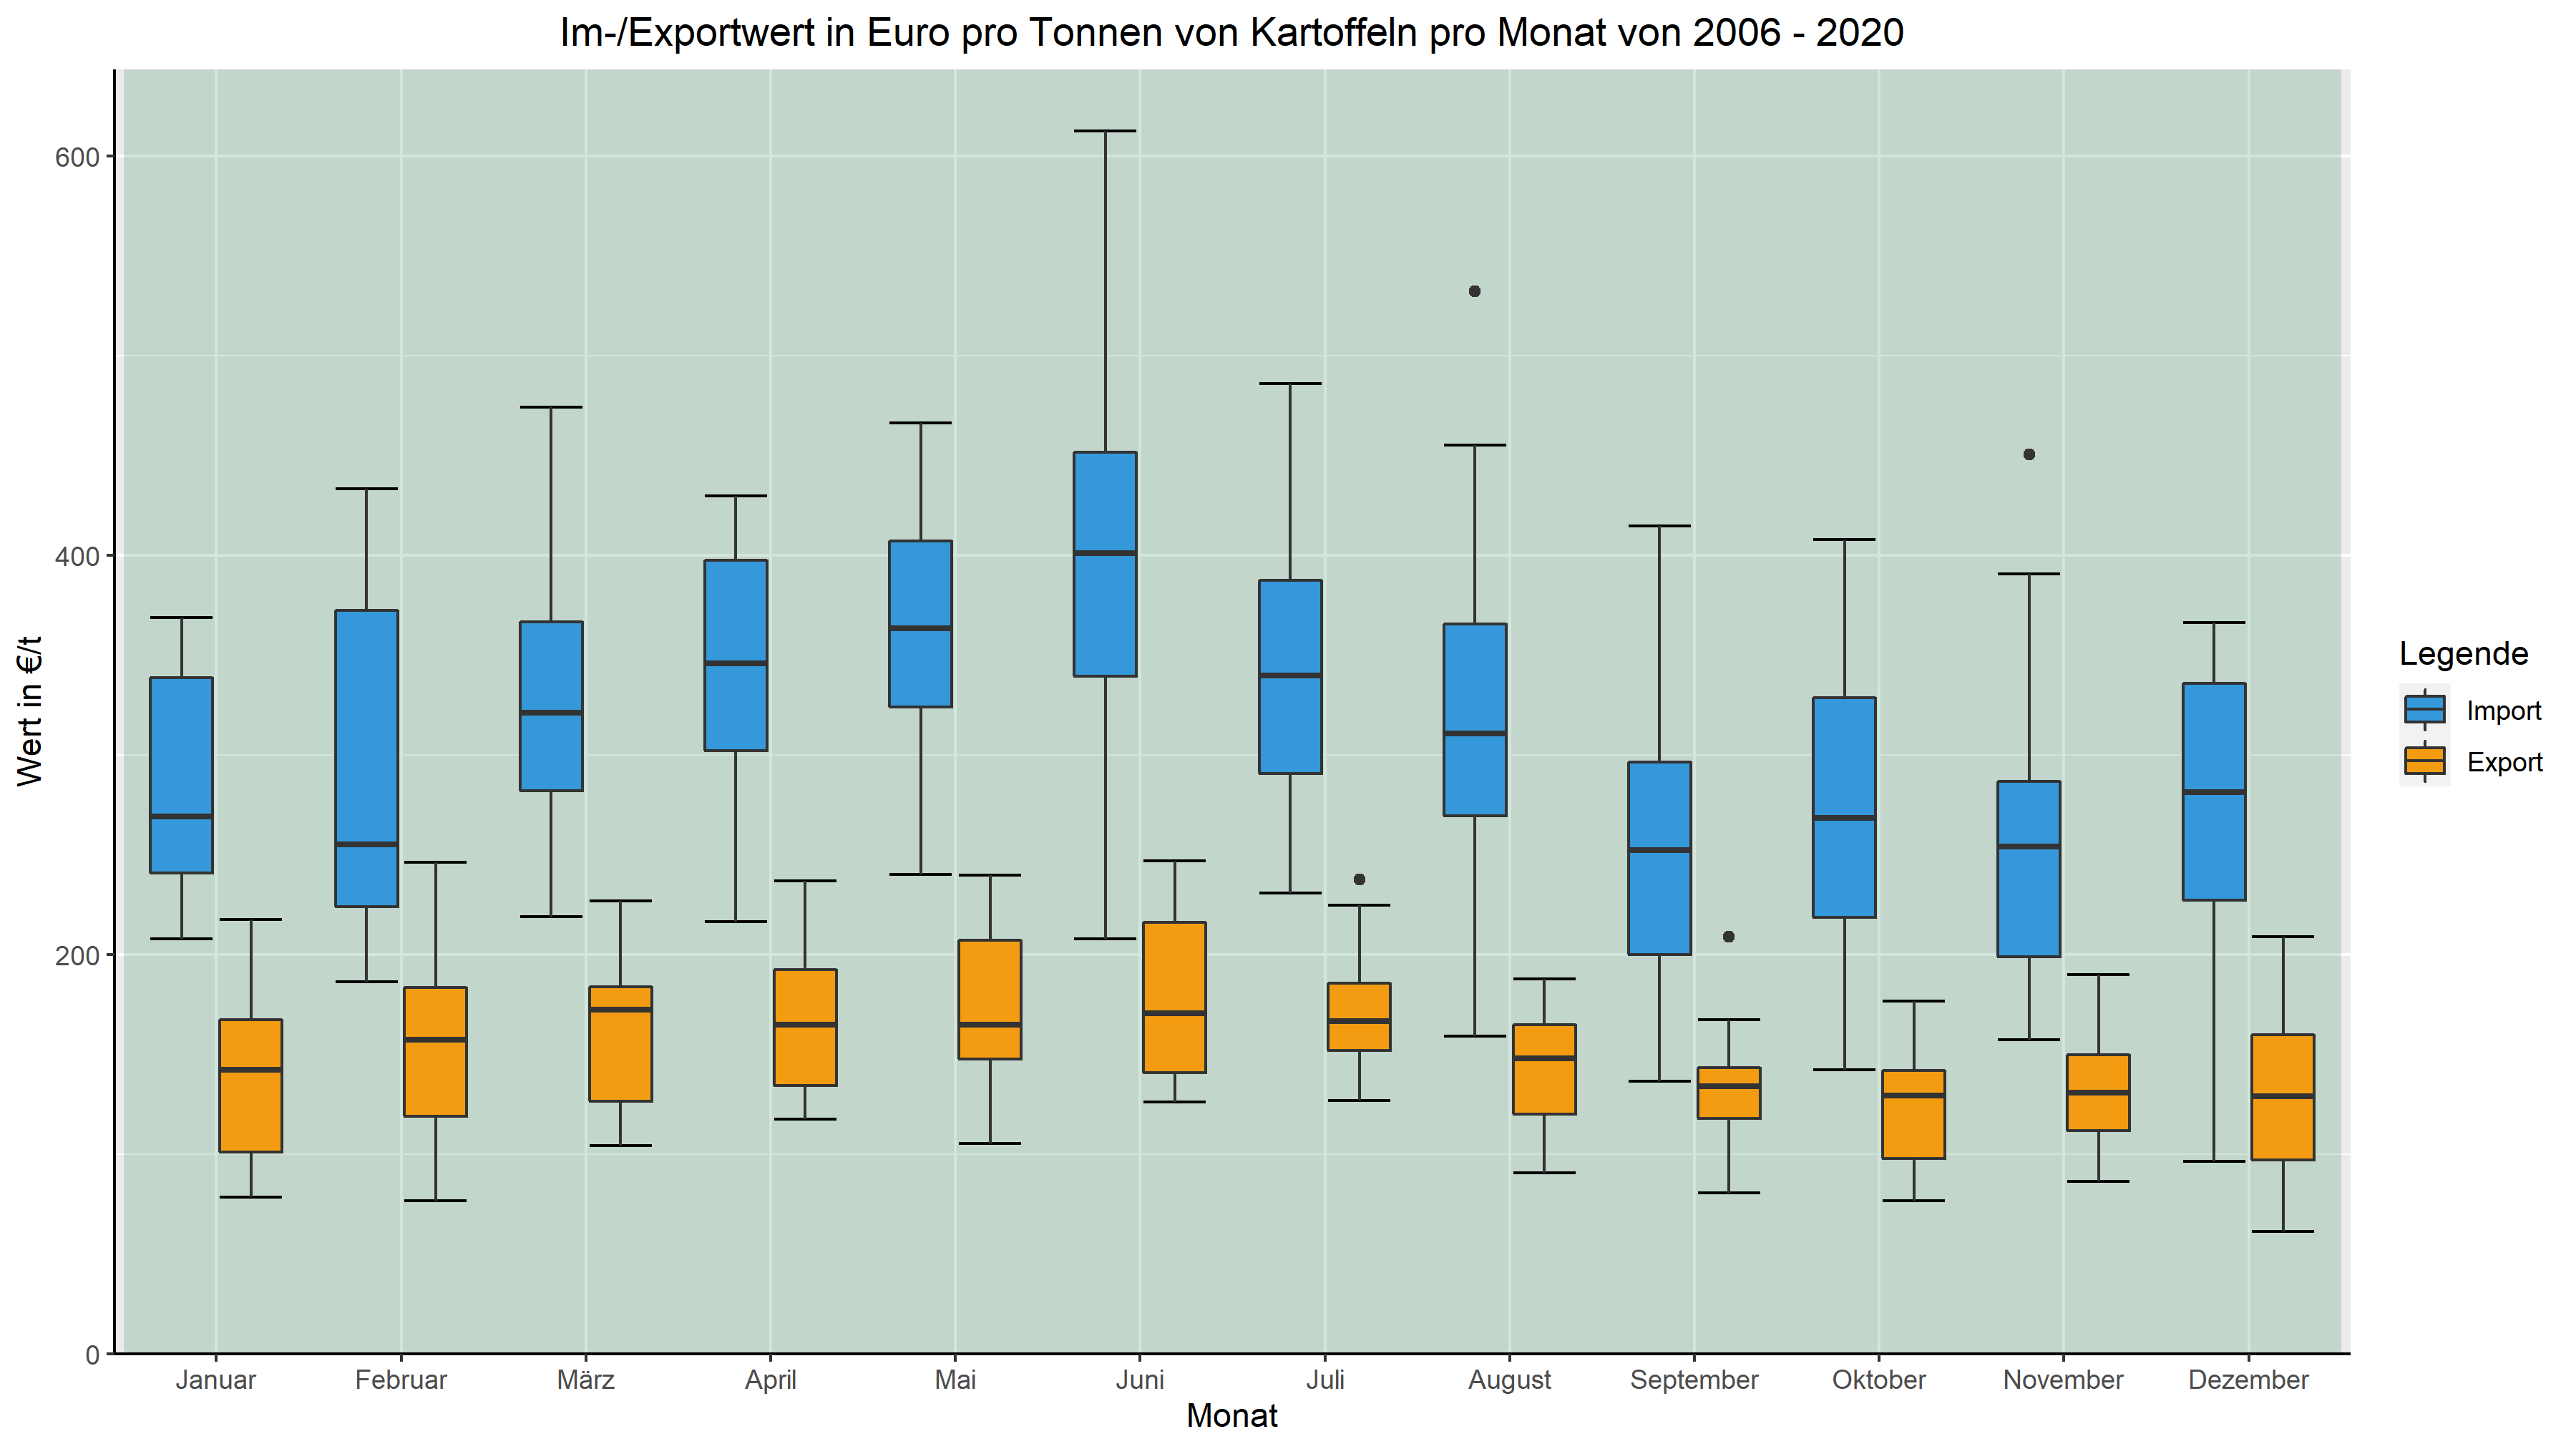 Im-/Exportwert in Euro pro Tonnen von Kartoffeln pro Monat von 2006 - 2020
Wert in €/t
600
400
200
0
Januar Februar März April Mai Juni Juli August September Oktober November Dezember
Monat
Legende
Import
Export